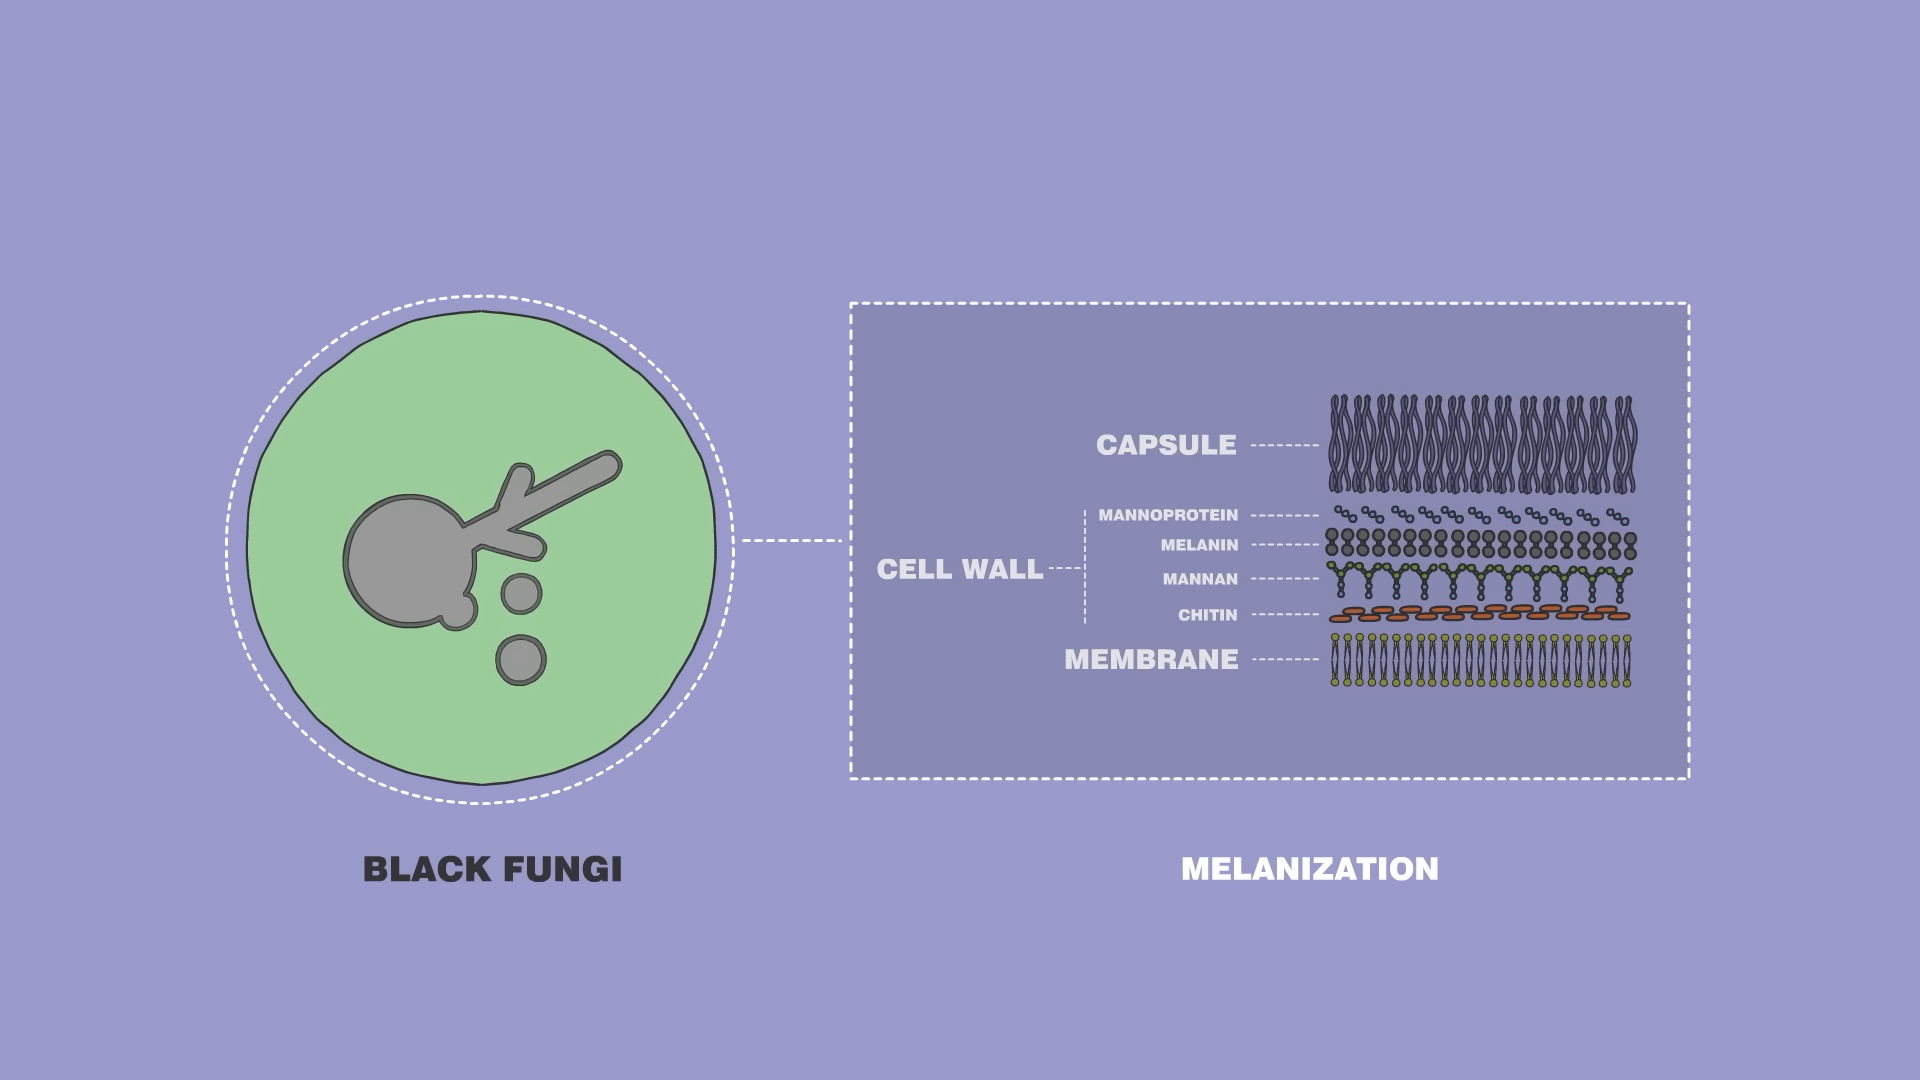 CAPSULE
MANNOPROTEIN
MELANIN
CELL WALL
MANNAN
CHITIN
MEMBRANE
BLACK FUNGI
MELANIZATION